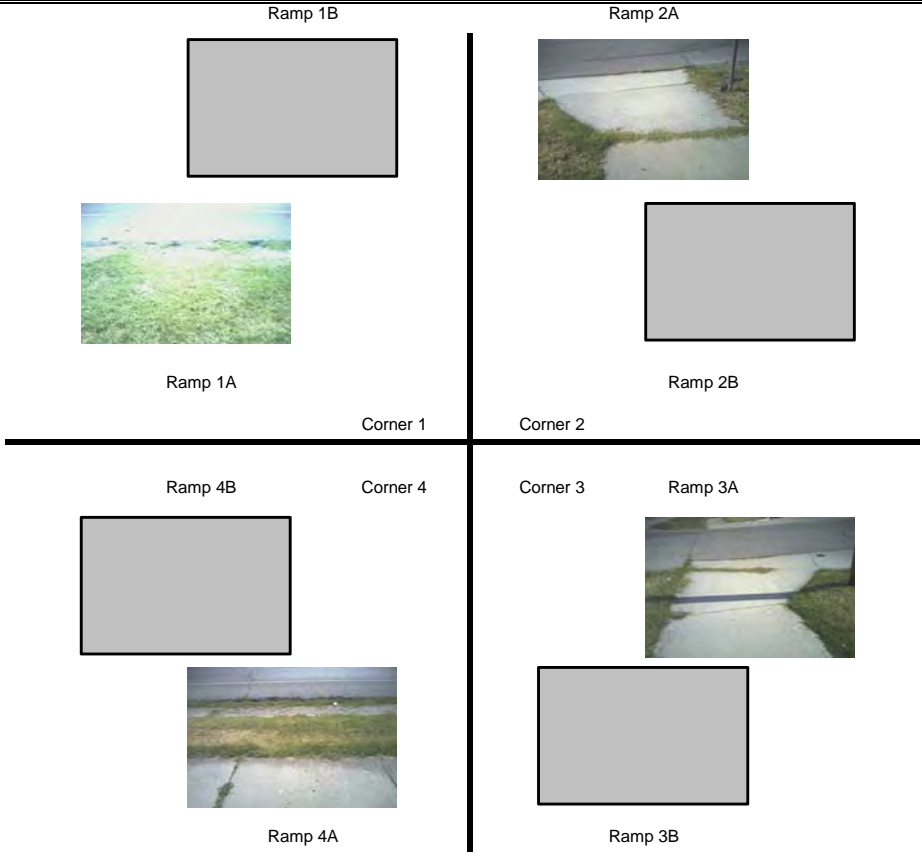 Ramp 1B
Ramp 2A
Ramp 1A
Ramp 2B
Corner 1
Corner 2
Ramp 4B
Corner 4
Corner 3
Ramp 3A
Ramp 4A
Ramp 3B